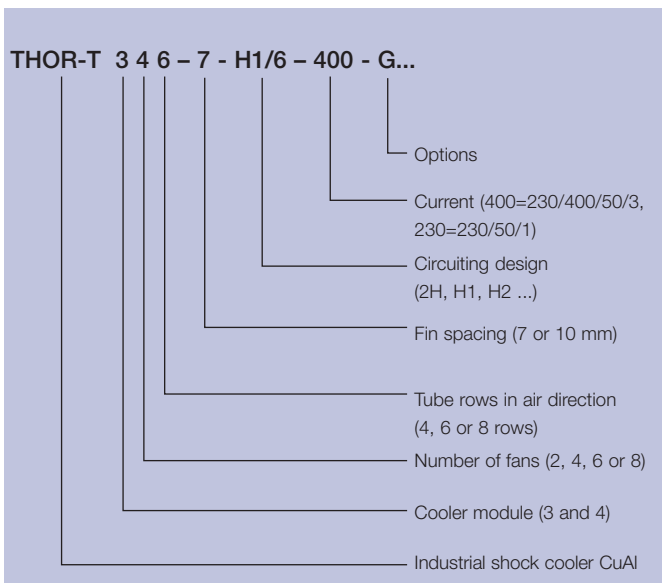 THOR-T 3 4 6 – 7 - H1/6 – 400 - G...
Options
Current (400=230/400/50/3,
230=230/50/1)
Circuiting design
(2H, H1, H2 ...)
Fin spacing (7 or 10 mm)
Tube rows in air direction
(4, 6 or 8 rows)
Number of fans (2, 4, 6 or 8)
Cooler module (3 and 4)
Industrial shock cooler CuAl